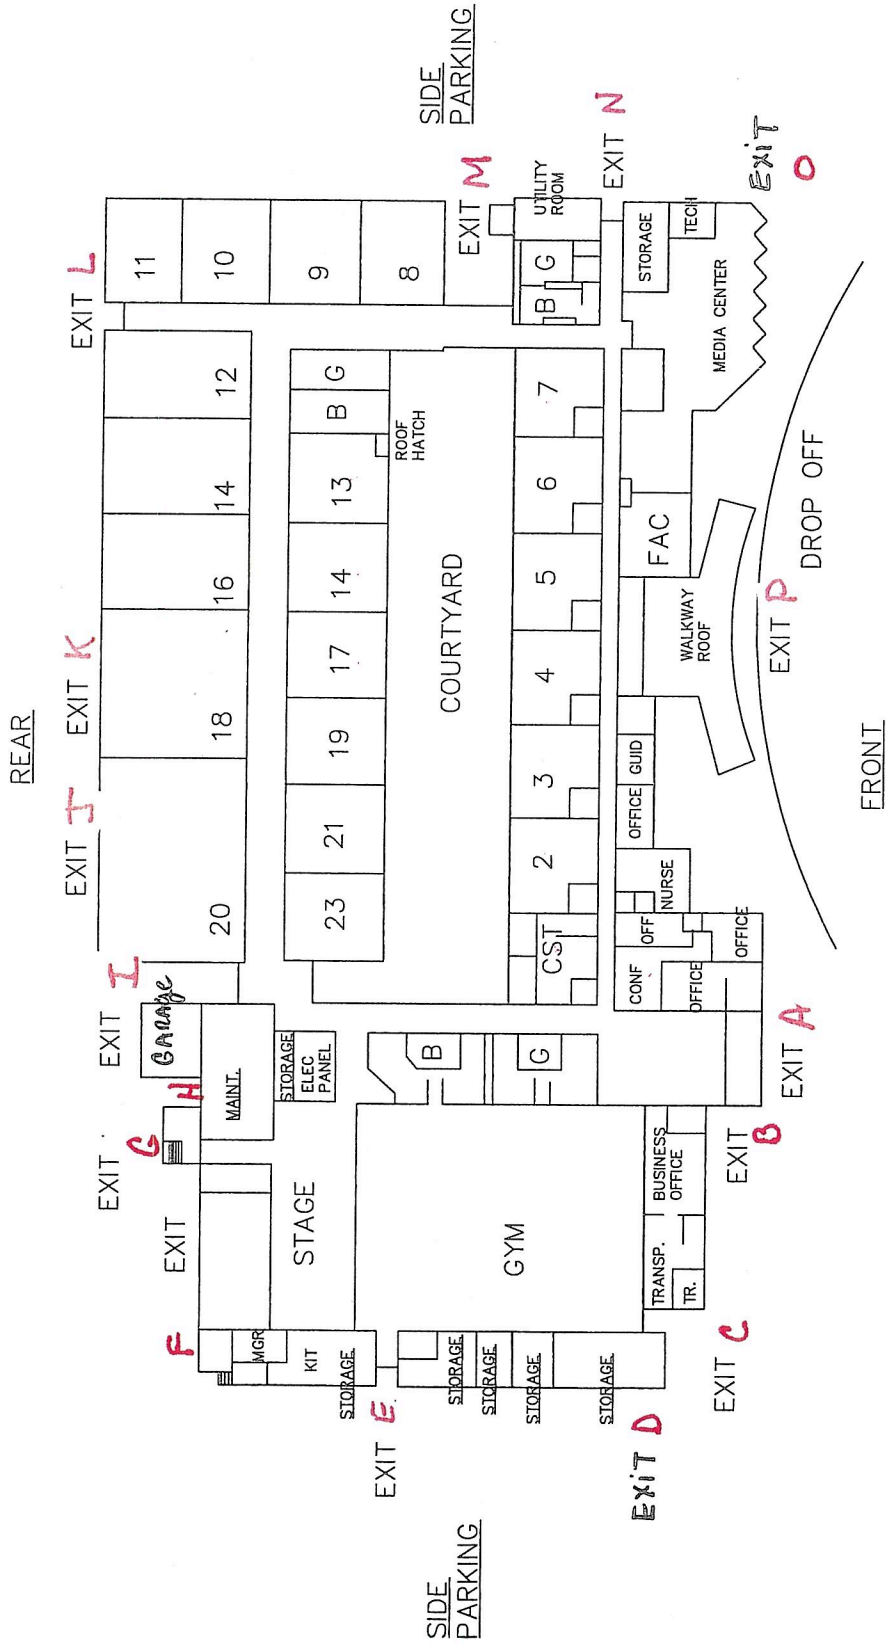 REAR
EXIT J
EXIT K
EXIT L
EXIT I
EXIT G
H
GARAGE
EXIT
F
20
18
16
14
12
11
10
9
8
MAINT.
STORAGE
ELEC
PANEL
MGR
KIT
STORAGE
STAGE
23
21
19
17
14
13
B
G
ROOF
HATCH
EXIT E
B
G
GYM
COURTYARD
SIDE
PARKING
SIDE
PARKING
EXIT M
UTILITY
ROOM
B
G
EXIT N
STORAGE
STORAGE
STORAGE
STORAGE
CST
2
3
4
5
6
7
EXIT D
CONF
OFF
OFFICE
OFFICE
NURSE
OFFICE
GUID
FAC
STORAGE
TECH
MEDIA CENTER
EXIT O
TRANSP.
TR.
BUSINESS
OFFICE
WALKWAY
ROOF
EXIT C
EXIT B
EXIT A
EXIT P
DROP OFF
FRONT